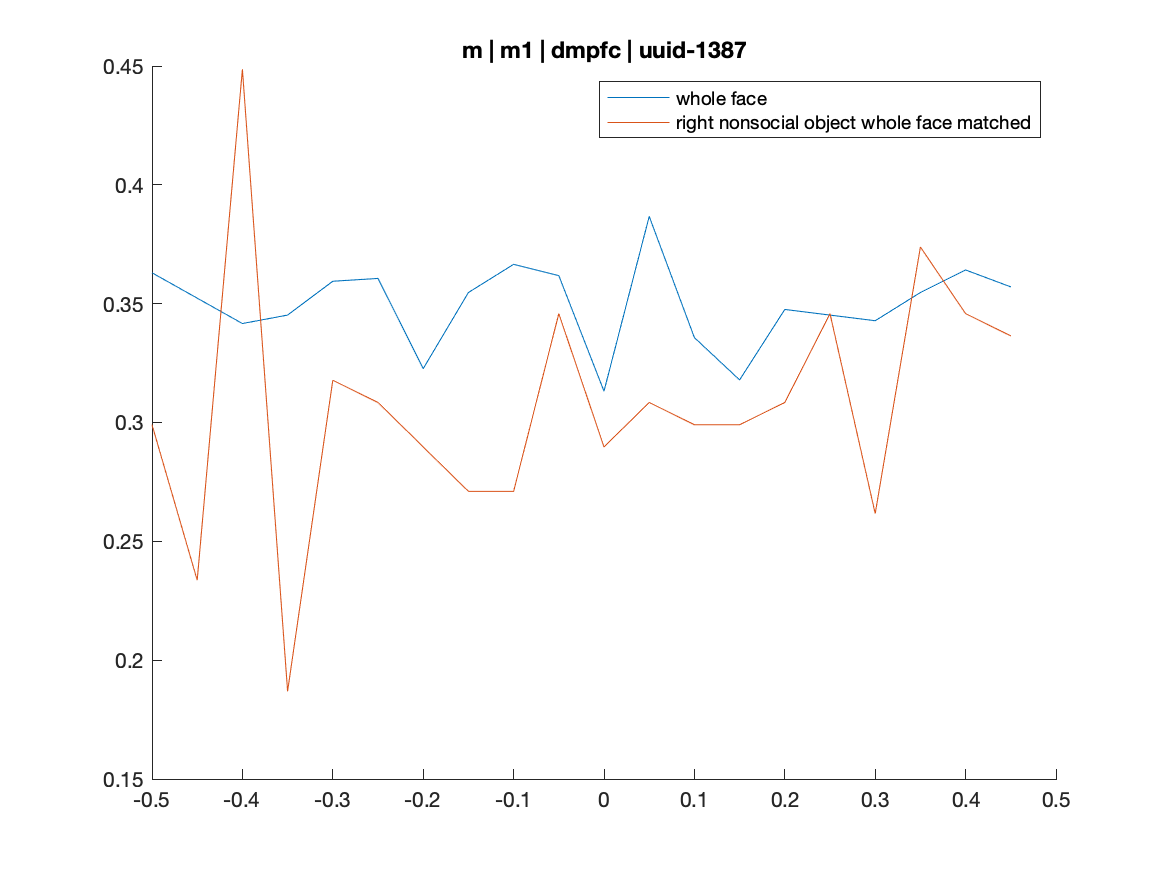 m | m1 | dmpfc | uuid-1387
whole face
right nonsocial object whole face matched
0.45
0.4
0.35
0.3
0.25
0.2
0.15
-0.5 -0.4 -0.3 -0.2 -0.1 0 0.1 0.2 0.3 0.4 0.5